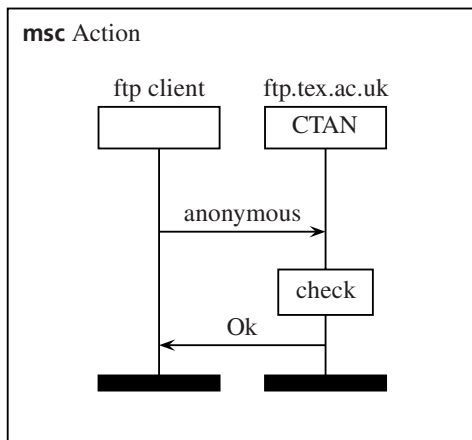 msc Action
ftp client ftp.tex.ac.uk
CTAN
anonymous
check
Ok